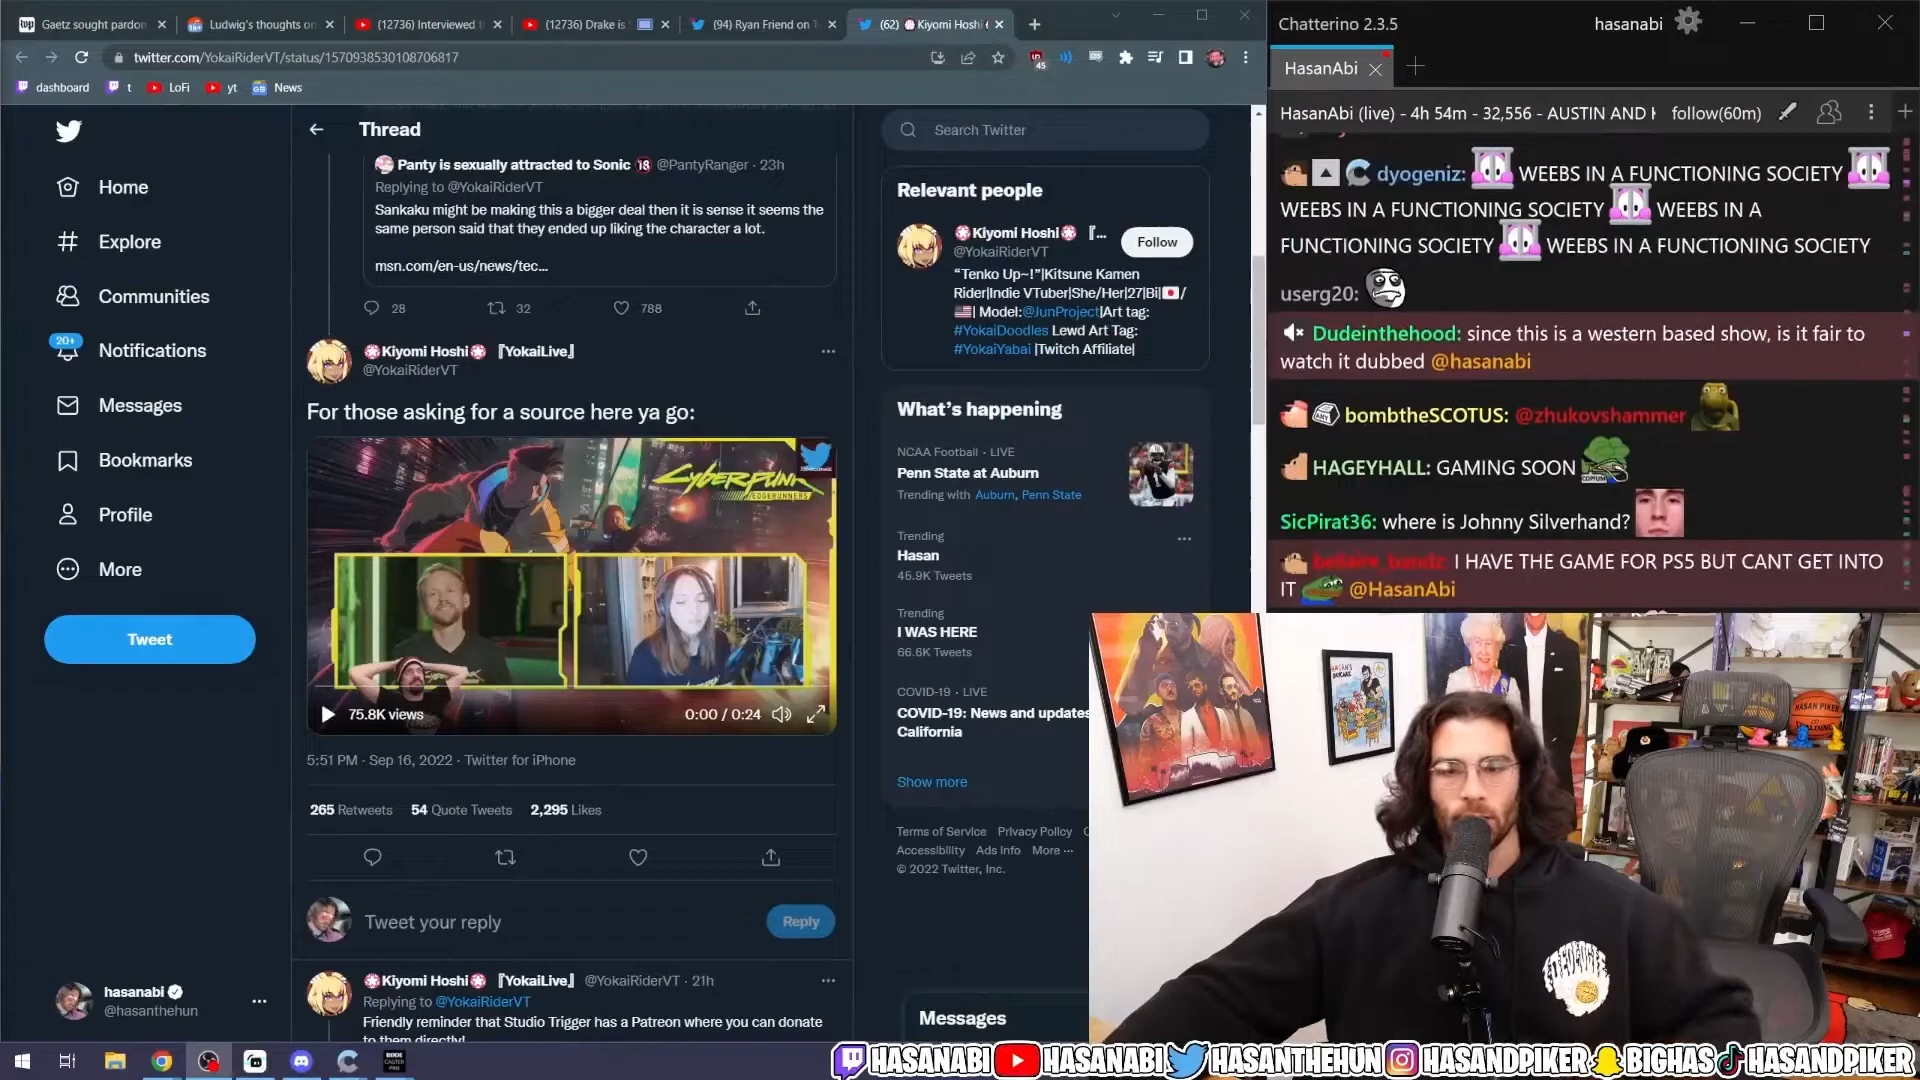 Gaetz sought pardon
Ludwig's thoughts on
(12736) Interviewed t
(12736) Drake is
(94) Ryan Friend on T
(62) Kiyomi Hoshi
twitter.com/YokaiRiderVT/status/1570938530108706817
45
dashboard
t
LoFi
yt
News
Home
Explore
Communities
20+
Notifications
Messages
Bookmarks
Profile
More
Tweet
hasanabi
@hasanthehun
Thread
Panty is sexually attracted to Sonic 🔞 @PantyRanger · 23h
Replying to @YokaiRiderVT
Sankaku might be making this a bigger deal then it is sense it seems the
same person said that they ended up liking the character a lot.
msn.com/en-us/news/tec...
28
32
788
Kiyomi Hoshi『YokaiLive』
@YokaiRiderVT
For those asking for a source here ya go:
CYBERPUNK
EDGERUNNERS
75.8K views
0:00 / 0:24
5:51 PM · Sep 16, 2022 · Twitter for iPhone
265 Retweets 54 Quote Tweets 2,295 Likes
Tweet your reply
Reply
Kiyomi Hoshi『YokaiLive』 @YokaiRiderVT · 21h
Replying to @YokaiRiderVT
Friendly reminder that Studio Trigger has a Patreon where you can donate
to them directly!
Search Twitter
Relevant people
Kiyomi Hoshi『...
@YokaiRiderVT
Follow
“Tenko Up~!”|Kitsune Kamen
Rider|Indie VTuber|She/Her|27|Bi|🇯🇵/
🇺🇸| Model:@JunProject|Art tag:
#YokaiDoodles Lewd Art Tag:
#YokaiYabai |Twitch Affiliate|
What's happening
NCAA Football · LIVE
Penn State at Auburn
Trending with Auburn, Penn State
Trending
Hasan
45.9K Tweets
Trending
I WAS HERE
66.6K Tweets
COVID-19 · LIVE
COVID-19: News and updates
California
Show more
Terms of Service Privacy Policy C
Accessibility Ads info More ···
© 2022 Twitter, Inc.
Messages
Chatterino 2.3.5
hasanabi
HasanAbi
HasanAbi (live) - 4h 54m - 32,556 - AUSTIN AND
follow(60m)
dyogeniz: WEEBS IN A FUNCTIONING SOCIETY
WEEBS IN A FUNCTIONING SOCIETY WEEBS IN A
FUNCTIONING SOCIETY WEEBS IN A FUNCTIONING SOCIETY
userg20:
Dudeinthehood: since this is a western based show, is it fair to
watch it dubbed @hasanabi
bombtheSCOTUS: @zhukovshammer
HAGEYHALL: GAMING SOON
COPIUM
SicPirat36: where is Johnny Silverhand?
bellaire_bandz: I HAVE THE GAME FOR PS5 BUT CANT GET INTO
IT @HasanAbi
HASAN PIKER
SPALDING
HASANABI HASANABI HASANTHEHUN HASANDPIKER BIGHAS HASANDPIKER